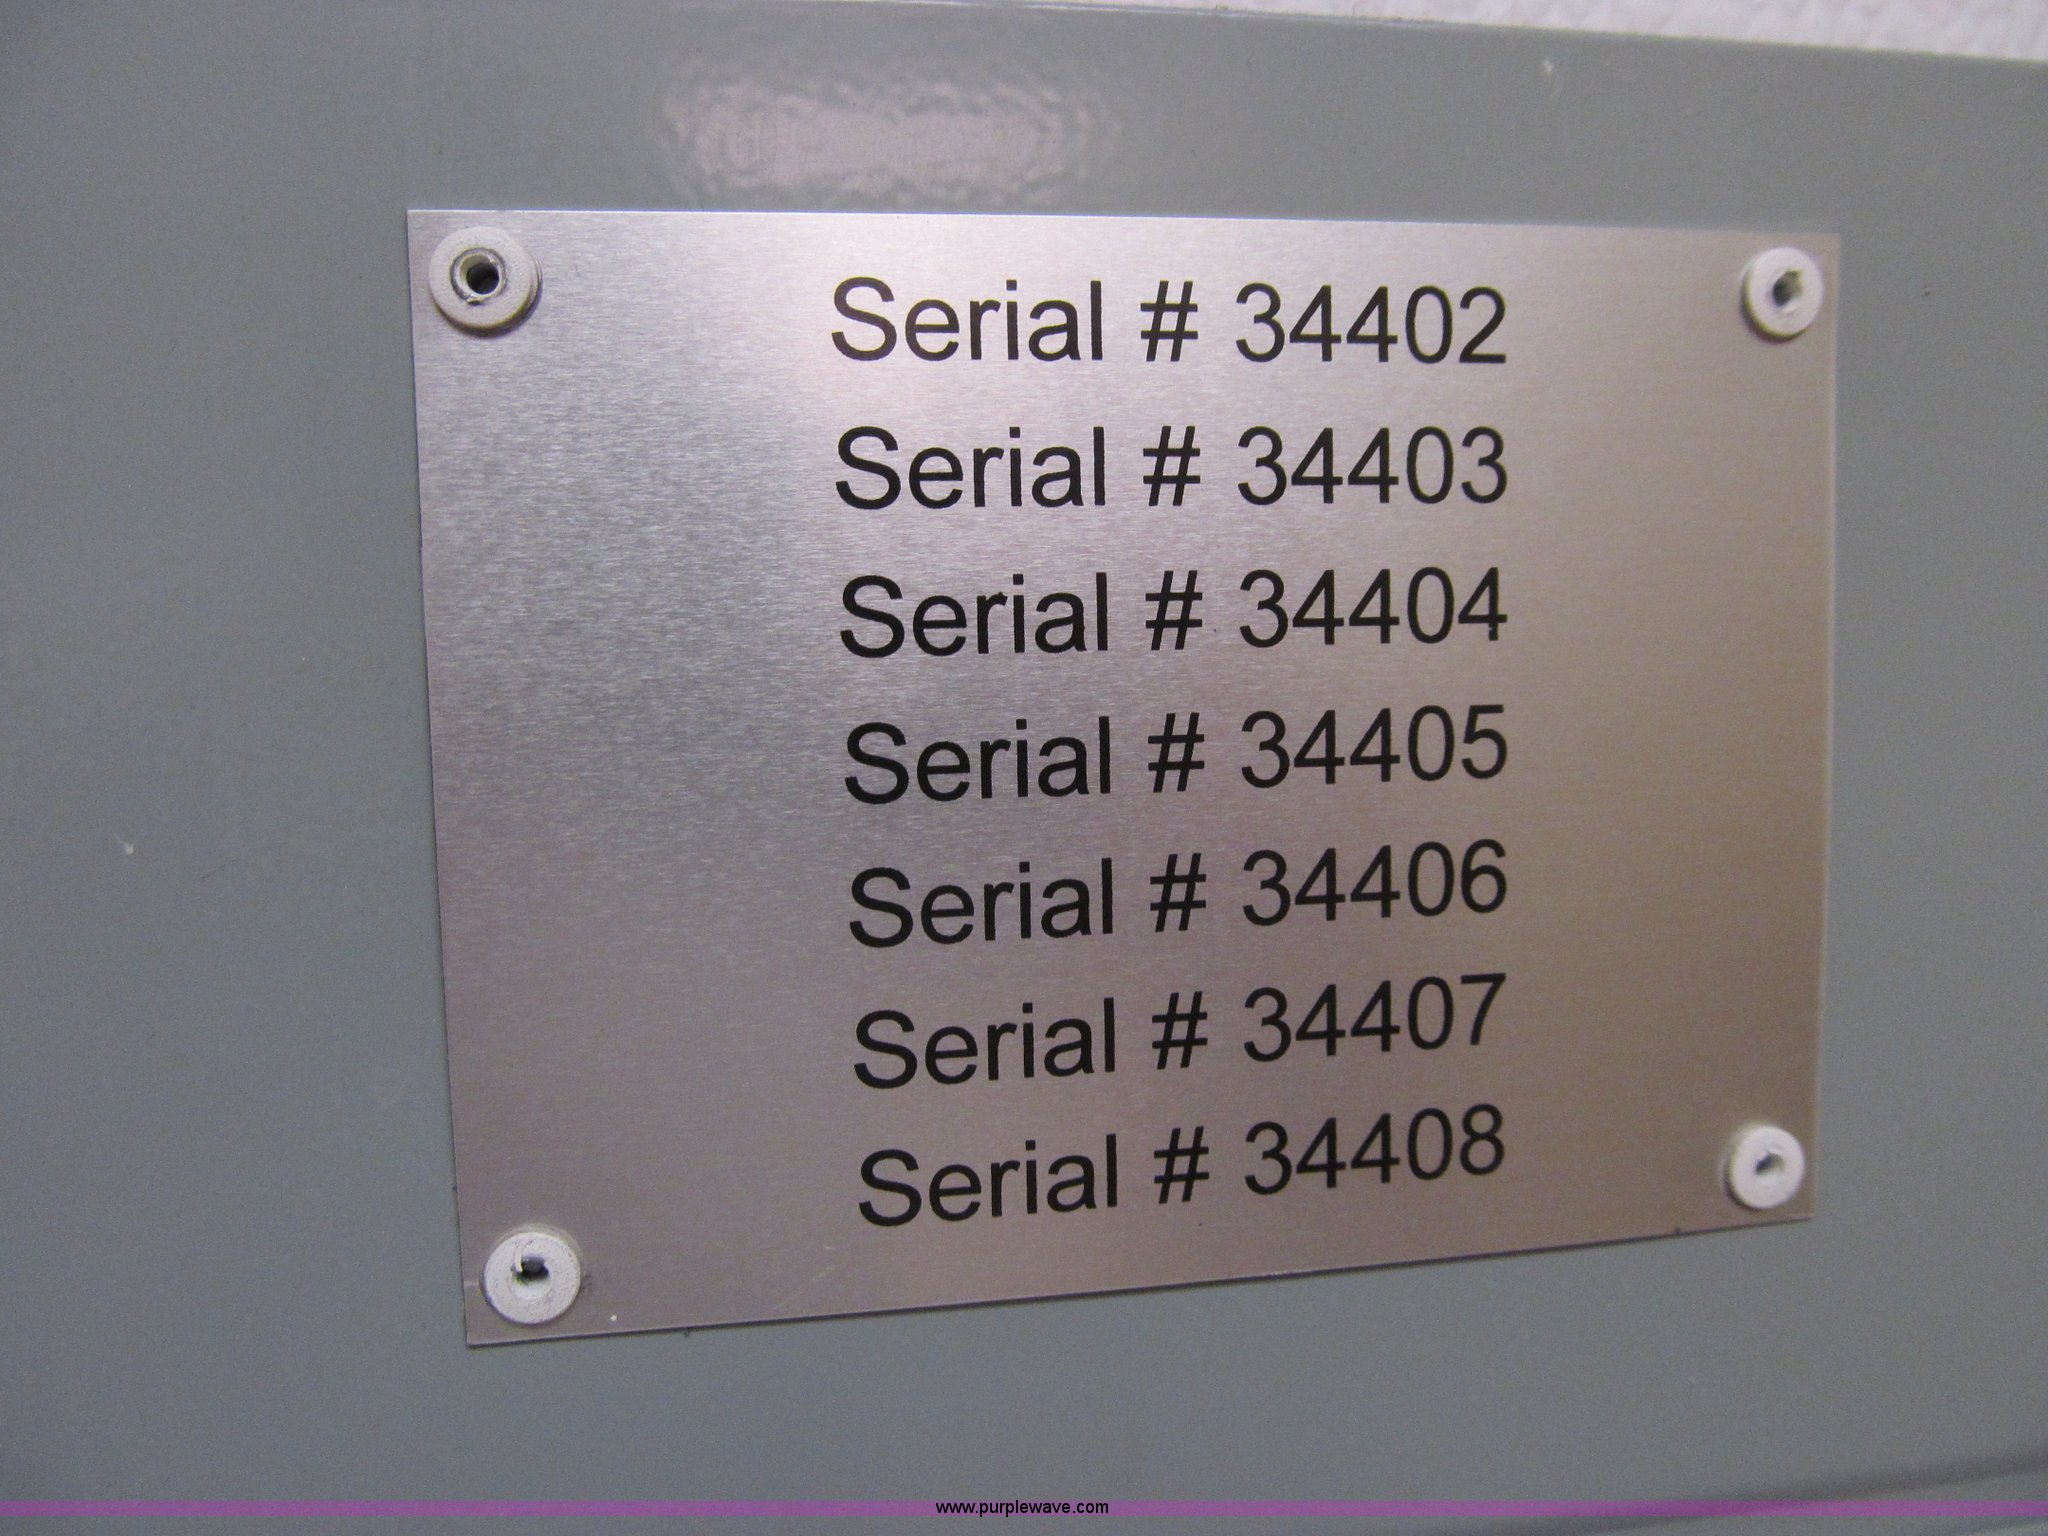 Serial # 34402
Serial # 34403
Serial # 34404
Serial # 34405
Serial # 34406
Serial # 34407
Serial # 34408
www.purplewave.com